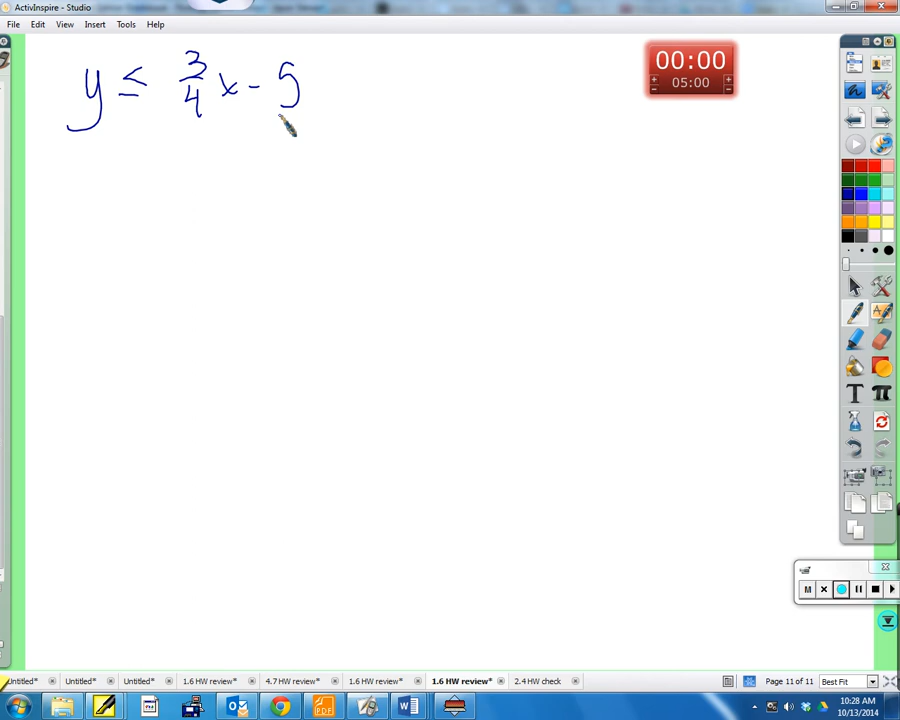 ActivInspire - Studio
File Edit View Insert Tools Help
y ≤ 3/4 x - 5
00:00
05:00
T π
M
Untitled* Untitled* Untitled* 1.6 HW review* 4.7 HW review* 1.6 HW review* 1.6 HW review* 2.4 HW check
Page 11 of 11 Best Fit
10:28 AM
10/13/2014